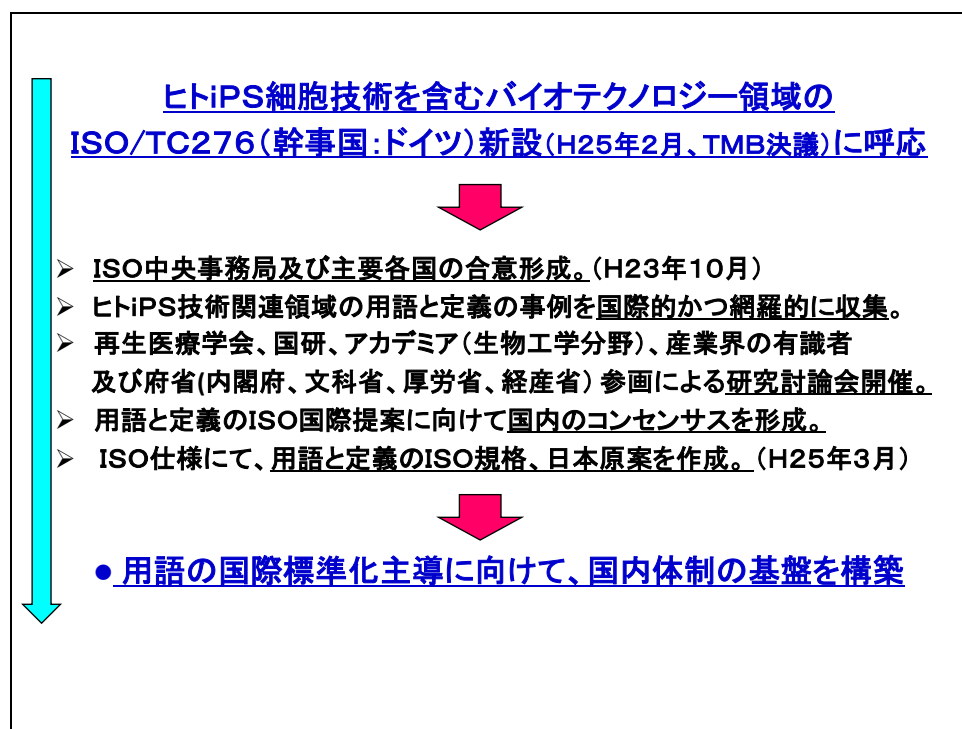 ヒトiPS細胞技術を含むバイオテクノロジー領域の
ISO/TC276(幹事国:ドイツ)新設(H25年2月、TMB決議)に呼応
➢ ISO中央事務局及び主要各国の合意形成。(H23年10月)
➢ ヒトiPS技術関連領域の用語と定義の事例を国際的かつ網羅的に収集。
➢ 再生医療学会、国研、アカデミア(生物工学分野)、産業界の有識者
及び府省(内閣府、文科省、厚労省、経産省) 参画による研究討論会開催。
➢ 用語と定義のISO国際提案に向けて国内のコンセンサスを形成。
➢ ISO仕様にて、用語と定義のISO規格、日本原案を作成。(H25年3月)
● 用語の国際標準化主導に向けて、国内体制の基盤を構築